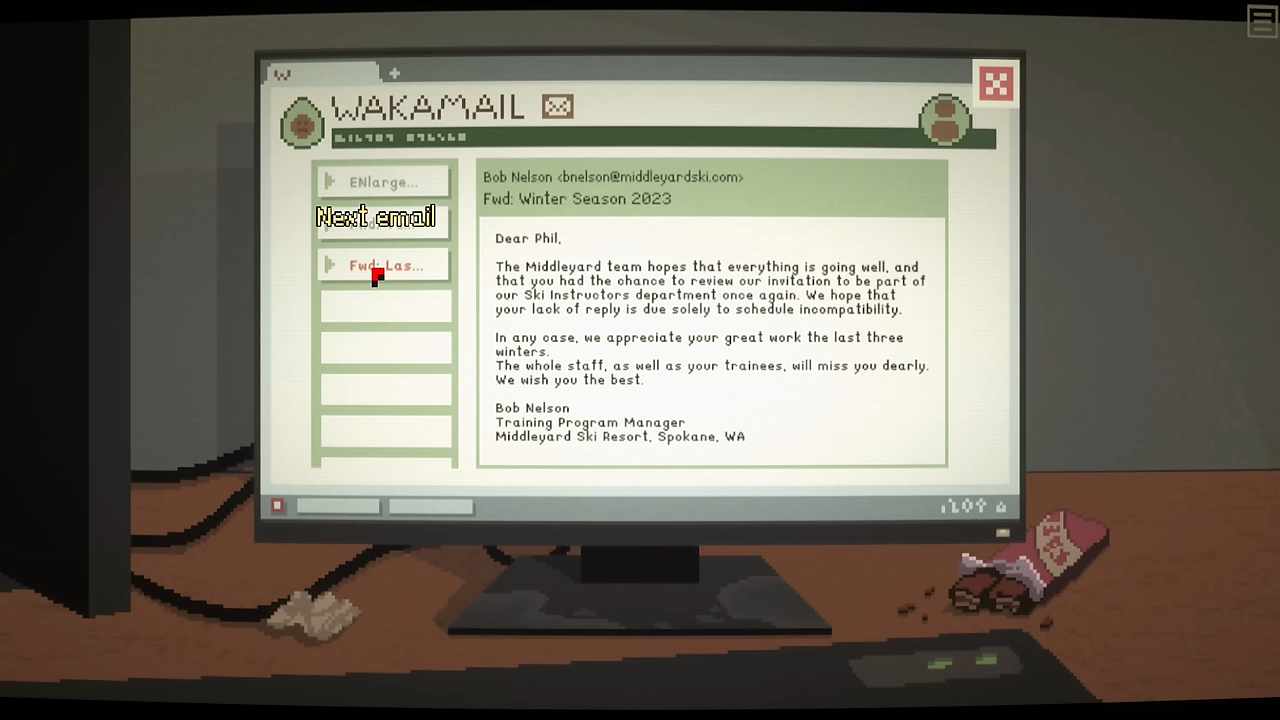 W
WAKAMAIL
Bob Nelson <bnelson@middleyardski.com>
Fwd: Winter Season 2023
ENlarge...
Next email
Fwd: Las...
Dear Phil,
The Middleyard team hopes that everything is going well, and
that you had the chance to review our invitation to be part of
our Ski Instructors department once again. We hope that
your lack of reply is due solely to schedule incompatibility.
In any case, we appreciate your great work the last three
winters.
The whole staff, as well as your trainees, will miss you dearly.
We wish you the best.
Bob Nelson
Training Program Manager
Middleyard Ski Resort, Spokane, WA